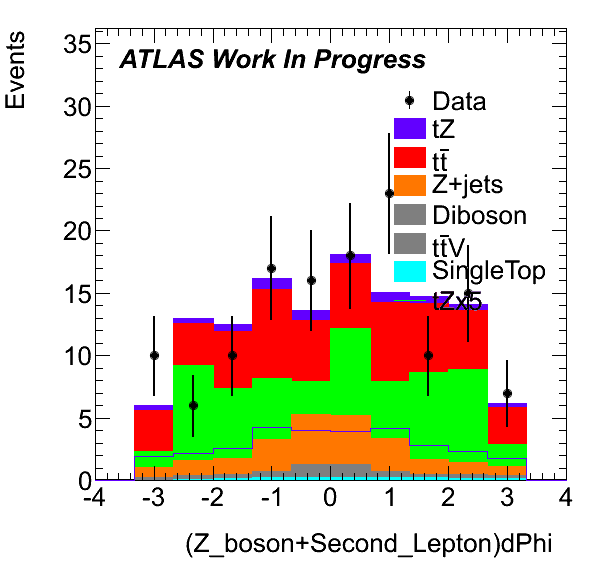 Events
35
30
25
20
15
10
5
0
ATLAS Work In Progress
Data
tZ
tt̄
Z+jets
Diboson
tt̄V
SingleTop
tZx5
-4 -3 -2 -1 0 1 2 3 4
(Z_boson+Second_Lepton)dPhi